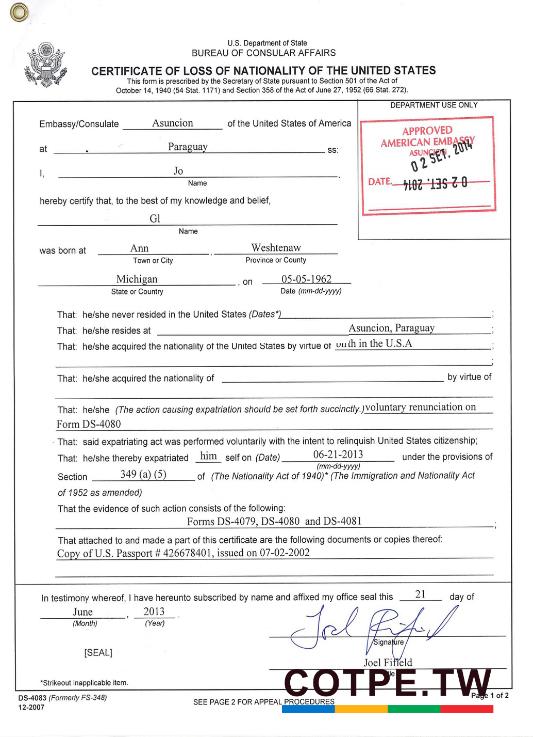 U.S. Department of State
BUREAU OF CONSULAR AFFAIRS
CERTIFICATE OF LOSS OF NATIONALITY OF THE UNITED STATES
This form is prescribed by the Secretary of State pursuant to Section 501 of the Act of
October 14, 1940 (54 Stat. 1171) and Section 358 of the Act of June 27, 1952 (66 Stat. 272).
DEPARTMENT USE ONLY
Embassy/Consulate Asuncion of the United States of America
APPROVED
AMERICAN EMBASSY
ASUNCION
02 SET. 2014
DATE. 02 SET. 2014
at Paraguay ss:
I, Jo
Name
hereby certify that, to the best of my knowledge and belief,
Gl
Name
was born at Ann Weshtenaw
Town or City Province or County
Michigan , on 05-05-1962
State or Country Date (mm-dd-yyyy)
That: he/she never resided in the United States (Dates*) ;
That: he/she resides at Asuncion, Paraguay ;
That: he/she acquired the nationality of the United States by virtue of birth in the U.S.A
;
That: he/she acquired the nationality of by virtue of
That: he/she (The action causing expatriation should be set forth succinctly.) voluntary renunciation on
Form DS-4080
That: said expatriating act was performed voluntarily with the intent to relinquish United States citizenship;
That: he/she thereby expatriated him self on (Date) 06-21-2013 under the provisions of
(mm-dd-yyyy)
Section 349 (a) (5) of (The Nationality Act of 1940)* (The Immigration and Nationality Act
of 1952 as amended)
That the evidence of such action consists of the following:
Forms DS-4079, DS-4080 and DS-4081 ;
That attached to and made a part of this certificate are the following documents or copies thereof:
Copy of U.S. Passport # 426678401, issued on 07-02-2002
In testimony whereof, I have hereunto subscribed by name and affixed my office seal this 21 day of
June , 2013
(Month) (Year)
Joel Fifield
Signature
[SEAL]
Joel Fifield
*Strikeout inapplicable item.
COTPE.TW
DS-4083 (Formerly FS-348)
12-2007
SEE PAGE 2 FOR APPEAL PROCEDURES
Page 1 of 2